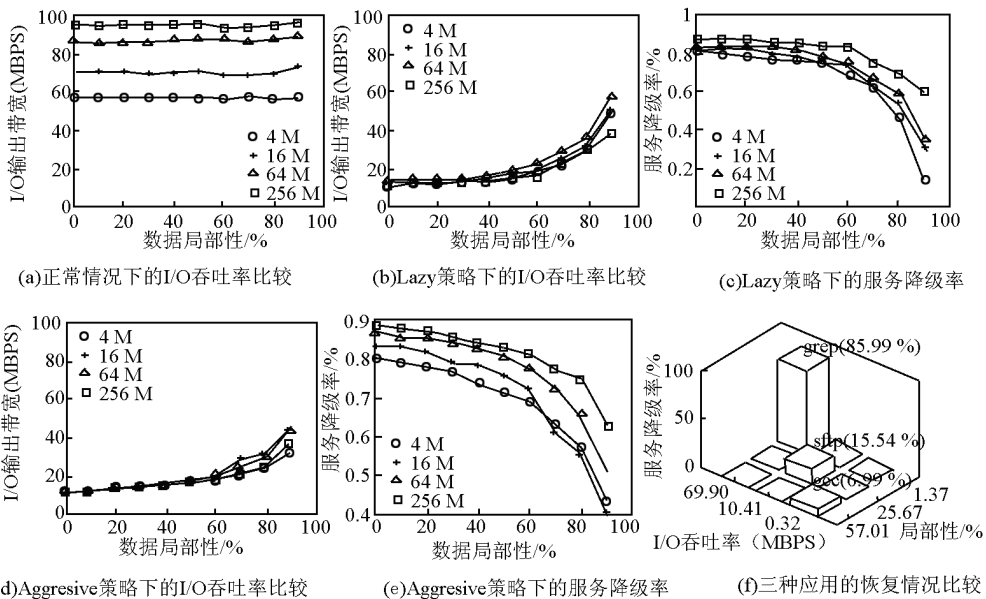 I/O输出带宽(MBPS)
100
80
60
40
20
0
4 M
16 M
64 M
256 M
0 20 40 60 80 100
数据局部性/%
(a)正常情况下的I/O吞吐率比较
I/O输出带宽(MBPS)
100
80
60
40
20
0
4 M
16 M
64 M
256 M
0 20 40 60 80 100
数据局部性/%
(b)Lazy策略下的I/O吞吐率比较
服务降级率/%
1
0.8
0.6
0.4
0.2
4 M
16 M
64 M
256 M
0 20 40 60 80 100
数据局部性/%
(c)Lazy策略下的服务降级率
I/O输出带宽(MBPS)
100
80
60
40
20
0
4 M
16 M
64 M
256 M
0 20 40 60 80 100
数据局部性/%
d)Aggresive策略下的I/O吞吐率比较
服务降级率/%
0.9
0.8
0.7
0.6
0.5
0.4
4 M
16 M
64 M
256 M
0 20 40 60 80 100
数据局部性/%
(e)Aggresive策略下的服务降级率
服务降级率/%
100
50
0
grep(85.99 %)
sftp(15.54 %)
gcc(6.99 %)
69.90
10.41
0.32
1.37
25.67
57.01
局部性/%
I/O吞吐率（MBPS）
(f)三种应用的恢复情况比较